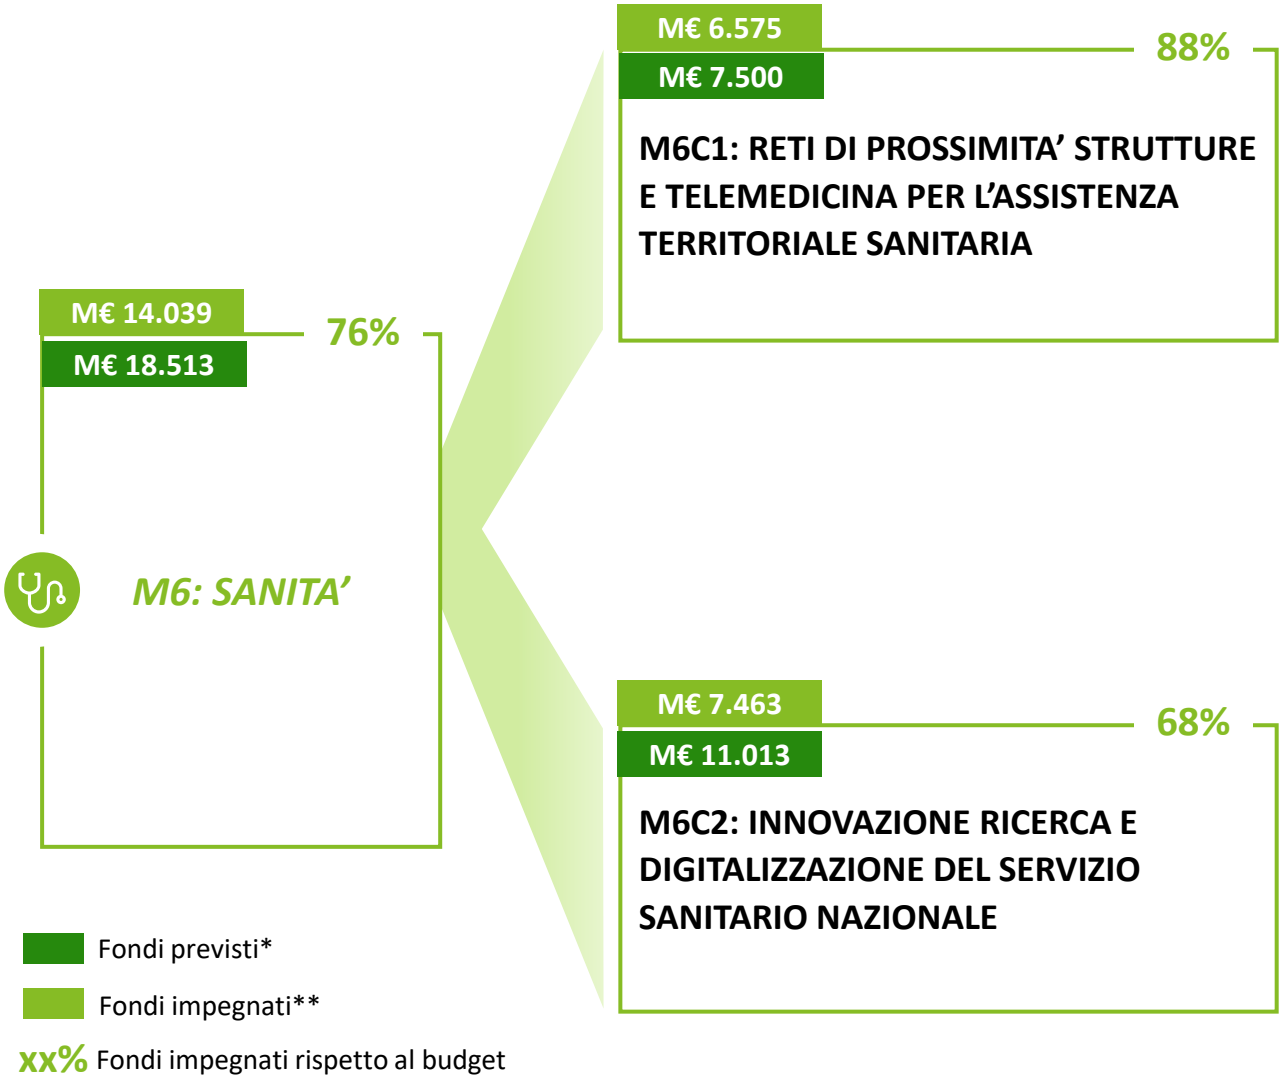 M€ 14.039
76%
M€ 18.513
M6: SANITA’
M€ 6.575
88%
M€ 7.500
M6C1: RETI DI PROSSIMITA’ STRUTTURE
E TELEMEDICINA PER L’ASSISTENZA
TERRITORIALE SANITARIA
M€ 7.463
68%
M€ 11.013
M6C2: INNOVAZIONE RICERCA E
DIGITALIZZAZIONE DEL SERVIZIO
SANITARIO NAZIONALE
Fondi previsti*
Fondi impegnati**
xx% Fondi impegnati rispetto al budget